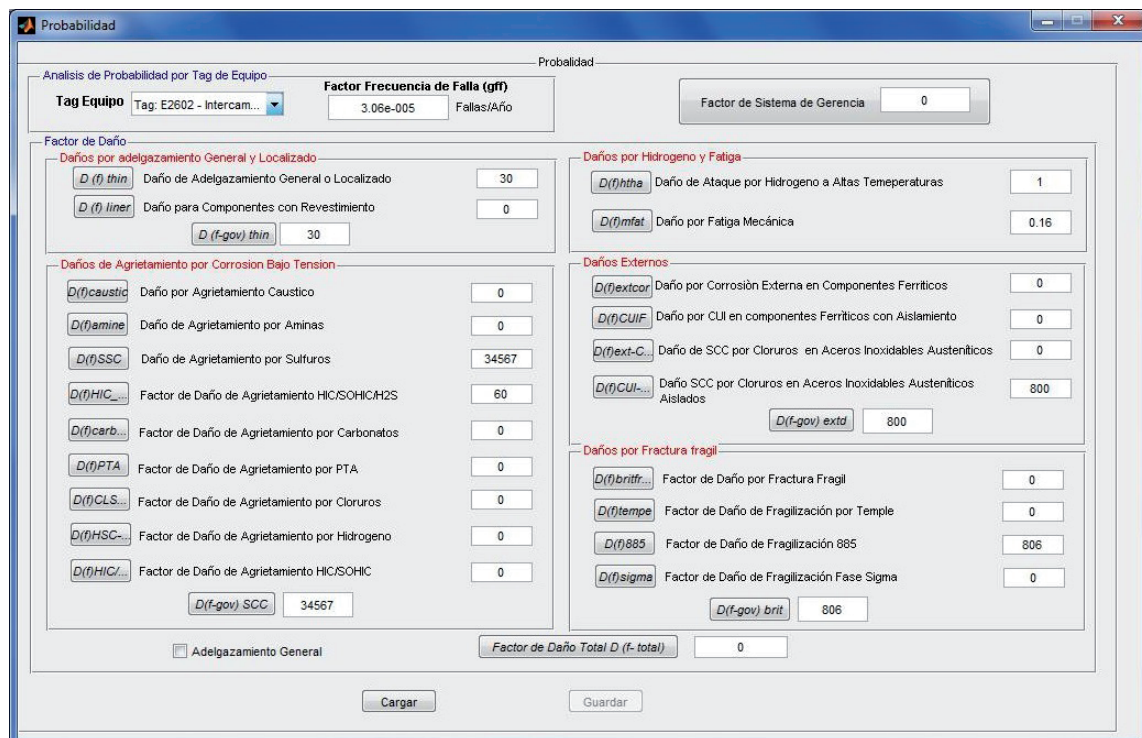 Probabilidad
Probalidad
Analisis de Probabilidad por Tag de Equipo
Tag Equipo
Tag: E2602 - Intercam...
Factor Frecuencia de Falla (gff)
3.06e-005
Fallas/Año
Factor de Sistema de Gerencia
0
Factor de Daño
Daños por adelgazamiento General y Localizado
D (f) thin Daño de Adelgazamiento General o Localizado 30
D (f) liner Daño para Componentes con Revestimiento 0
D (f-gov) thin 30
Daños de Agrietamiento por Corrosion Bajo Tension
D(f)caustic Daño por Agrietamiento Caustico 0
D(f)amine Daño de Agrietamiento por Aminas 0
D(f)SSC Daño de Agrietamiento por Sulfuros 34567
D(f)HIC_... Factor de Daño de Agrietamiento HIC/SOHIC/H2S 60
D(f)carb... Factor de Daño de Agrietamiento por Carbonatos 0
D(f)PTA Factor de Daño de Agrietamiento por PTA 0
D(f)CLS... Factor de Daño de Agrietamiento por Cloruros 0
D(f)HSC-... Factor de Daño de Agrietamiento por Hidrogeno 0
D(f)HIC/... Factor de Daño de Agrietamiento HIC/SOHIC 0
D(f-gov) SCC 34567
Daños por Hidrogeno y Fatiga
D(f)htha Daño de Ataque por Hidrogeno a Altas Temeperaturas 1
D(f)mfat Daño por Fatiga Mecánica 0.16
Daños Externos
D(f)extcor Daño por Corrosiòn Externa en Componentes Ferriticos 0
D(f)CUIF Daño por CUI en componentes Ferrìticos con Aislamiento 0
D(f)ext-C... Daño de SCC por Cloruros en Aceros Inoxidables Austeníticos 0
D(f)CUI-... Daño SCC por Cloruros en Aceros Inoxidables Austeníticos 800
Aislados
D(f-gov) extd 800
Daños por Fractura fragil
D(f)britfr... Factor de Daño por Fractura Fragil 0
D(f)tempe Factor de Daño de Fragilización por Temple 0
D(f)885 Factor de Daño de Fragilización 885 806
D(f)sigma Factor de Daño de Fragilización Fase Sigma 0
D(f-gov) brit 806
Adelgazamiento General
Factor de Daño Total D (f- total) 0
Cargar
Guardar